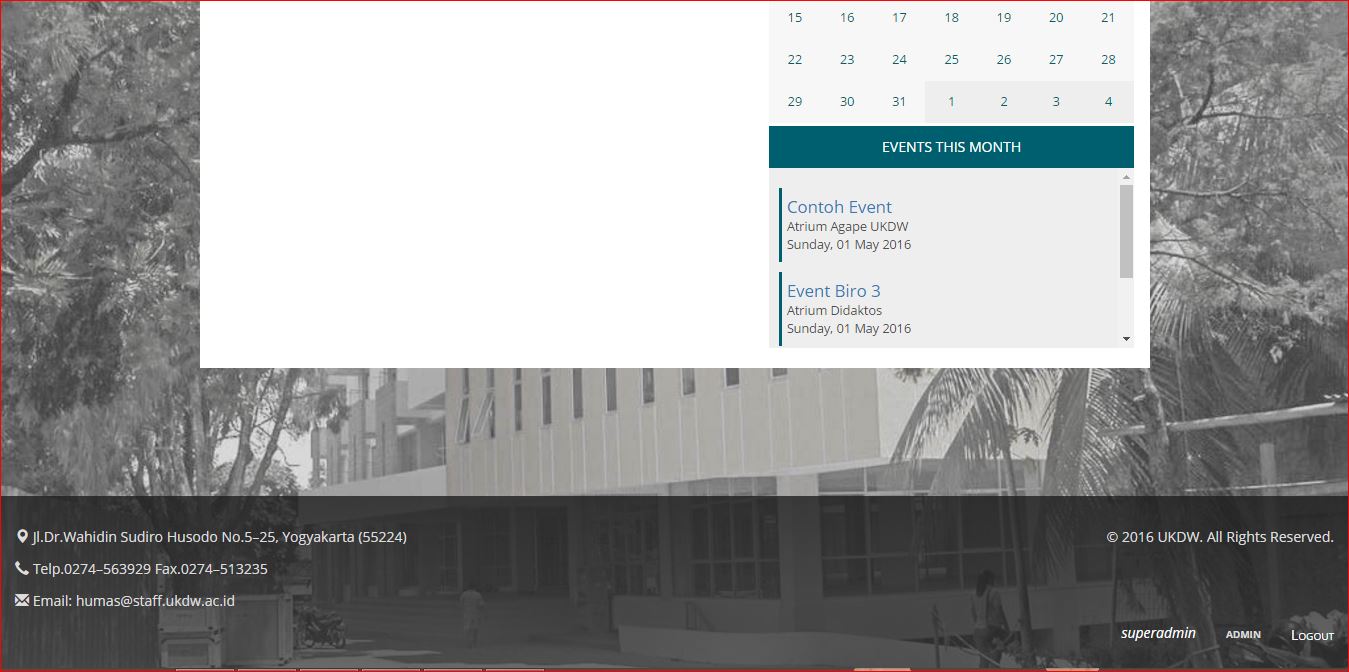 15 16 17 18 19 20 21
22 23 24 25 26 27 28
29 30 31 1 2 3 4
EVENTS THIS MONTH
Contoh Event
Atrium Agape UKDW
Sunday, 01 May 2016
Event Biro 3
Atrium Didaktos
Sunday, 01 May 2016
Jl.Dr.Wahidin Sudiro Husodo No.5–25, Yogyakarta (55224)
Telp.0274–563929 Fax.0274–513235
Email: humas@staff.ukdw.ac.id
© 2016 UKDW. All Rights Reserved.
superadmin ADMIN LOGOUT